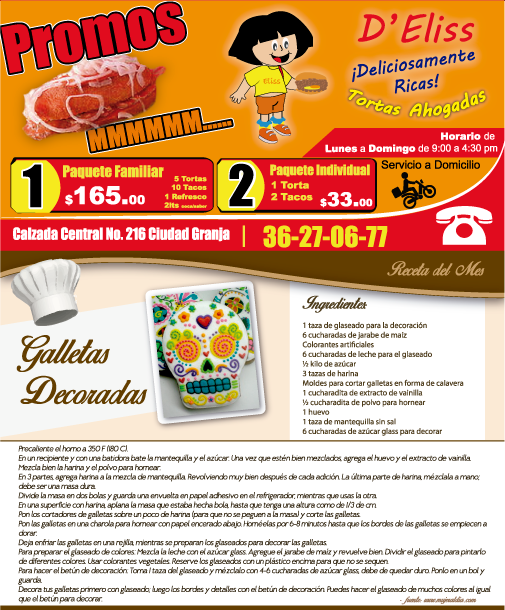 Promos
MMMMMM......
Eliss
D'Eliss
¡Deliciosamente
Ricas!
Tortas Ahogadas
Horario de
Lunes a Domingo de 9:00 a 4:30 pm
1
Paquete Familiar
$165.00
5 Tortas
10 Tacos
1 Refresco
2lts coca/sabor
2
Paquete Individual
1 Torta
2 Tacos
$33.00
Servicio a Domicilio
Calzada Central No. 216 Ciudad Granja | 36-27-06-77
Receta del Mes
Galletas
Decoradas
Ingredientes
1 taza de glaseado para la decoración
6 cucharadas de jarabe de maíz
Colorantes artificiales
6 cucharadas de leche para el glaseado
½ kilo de azúcar
3 tazas de harina
Moldes para cortar galletas en forma de calavera
1 cucharadita de extracto de vainilla
½ cucharadita de polvo para hornear
1 huevo
1 taza de mantequilla sin sal
6 cucharadas de azúcar glass para decorar
Precaliente el horno a 350 F (180 C).
En un recipiente y con una batidora bate la mantequilla y el azúcar. Una vez que estén bien mezclados, agrega el huevo y el extracto de vainilla.
Mezcla bien la harina y el polvo para hornear.
En 3 partes, agrega harina a la mezcla de mantequilla. Revolviendo muy bien después de cada adición. La última parte de harina, mézclala a mano;
debe ser una masa dura.
Divide la masa en dos bolas y guarda una envuelta en papel adhesivo en el refrigerador, mientras que usas la otra.
En una superficie con harina, aplana la masa que estaba hecha bola, hasta que tenga una altura como de 1/3 de cm.
Pon los cortadores de galletas sobre un poco de harina (para que no se peguen a la masa) y corte las galletas.
Pon las galletas en una charola para hornear con papel encerado abajo. Hornéalas por 6-8 minutos hasta que los bordes de las galletas se empiecen a
dorar.
Deja enfriar las galletas en una rejilla, mientras se preparan los glaseados para decorar las galletas.
Para preparar el glaseado de colores: Mezcla la leche con el azúcar glass. Agregue el jarabe de maíz y revuelve bien. Dividir el glaseado para pintarlo
de diferentes colores. Usar colorantes vegetales. Reserve los glaseados con un plástico encima para que no se sequen.
Para hacer el betún de decoración: Toma 1 taza del glaseado y mézclalo con 4-6 cucharadas de azúcar glass, debe de quedar duro. Ponlo en un bol y
guarda.
Decora tus galletas primero con glaseado; luego los bordes y detalles con el betún de decoración. Puedes hacer el glaseado de muchos colores al igual
que el betún para decorar.
- fuente: www.mujeraldia.com